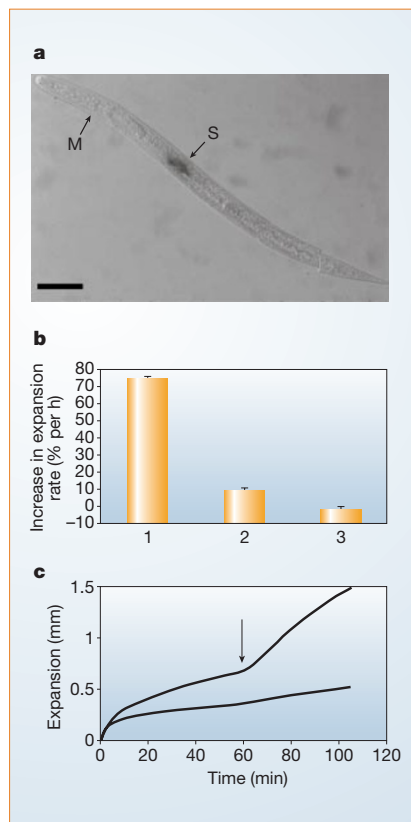 a
M
S
b
Increase in expansion
rate (% per h)
80
70
60
50
40
30
20
10
0
–10
1
2
3
c
Expansion (mm)
1.5
1
0.5
0
0
20
40
60
80
100
120
Time (min)